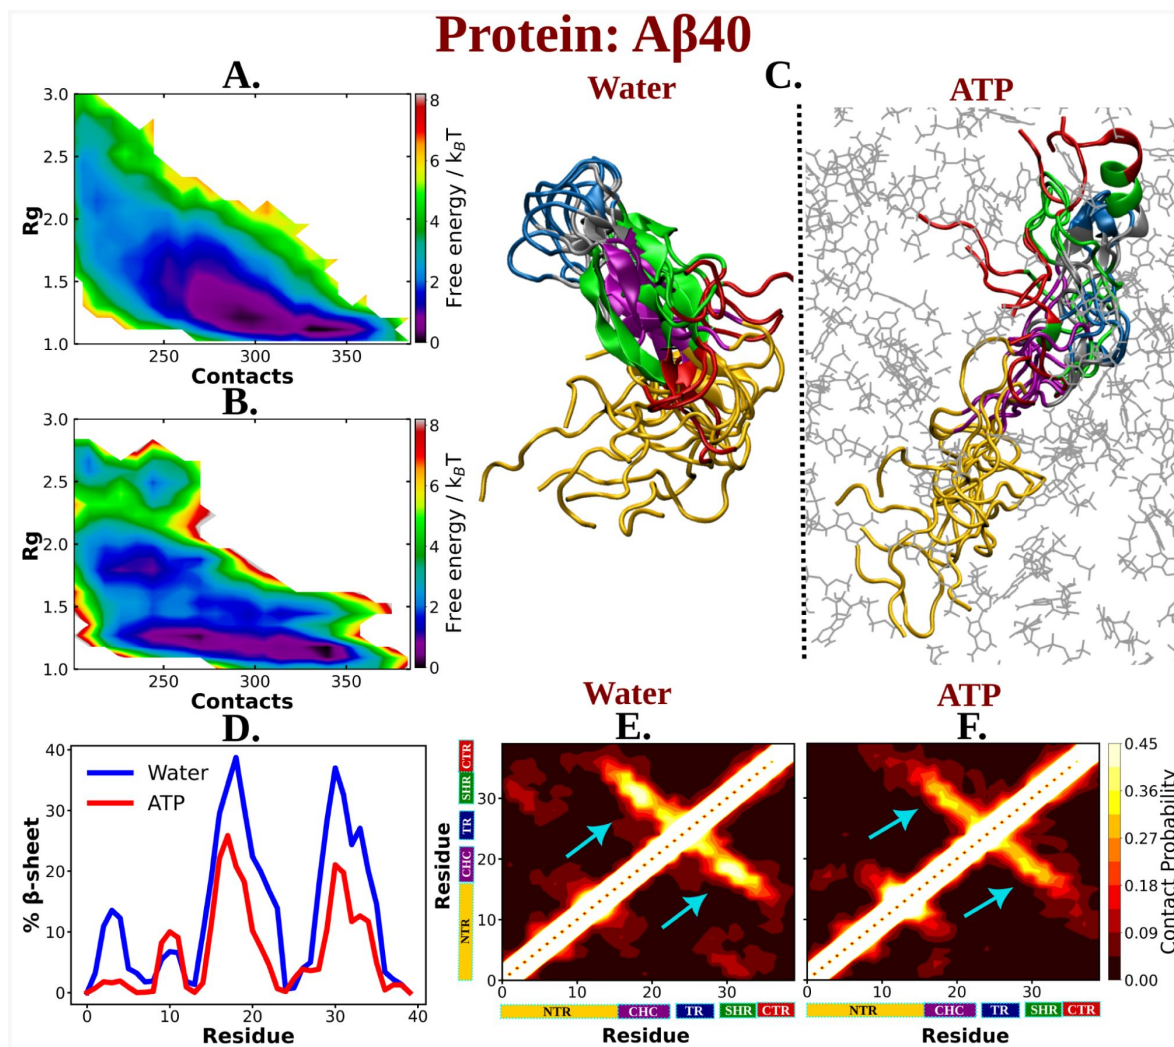 Protein: Aβ40
A.
3.0
2.5
2.0
1.5
1.0
Rg
250
300
350
Contacts
8
6
4
2
0
Free energy / kBT
B.
3.0
2.5
2.0
1.5
1.0
Rg
250
300
350
Contacts
8
6
4
2
0
Free energy / kBT
C.
Water
ATP
D.
40
30
20
10
0
% β-sheet
Water
ATP
0
10
20
30
40
Residue
Water
E.
CTR
SHR
TR
CHC
NTR
Residue
30
20
10
0
0
10
20
30
NTR
CHC
TR
SHR
CTR
Residue
ATP
F.
0
10
20
30
NTR
CHC
TR
SHR
CTR
Residue
0.45
0.36
0.27
0.18
0.09
0.00
Contact Probability